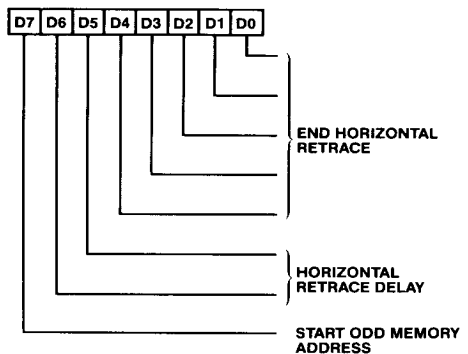 D7 D6 D5 D4 D3 D2 D1 D0
END HORIZONTAL
RETRACE
HORIZONTAL
RETRACE DELAY
START ODD MEMORY
ADDRESS